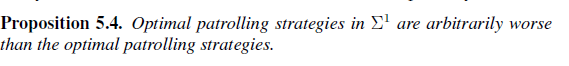 Proposition 5.4. Optimal patrolling strategies in Σ¹ are arbitrarily worse
than the optimal patrolling strategies.